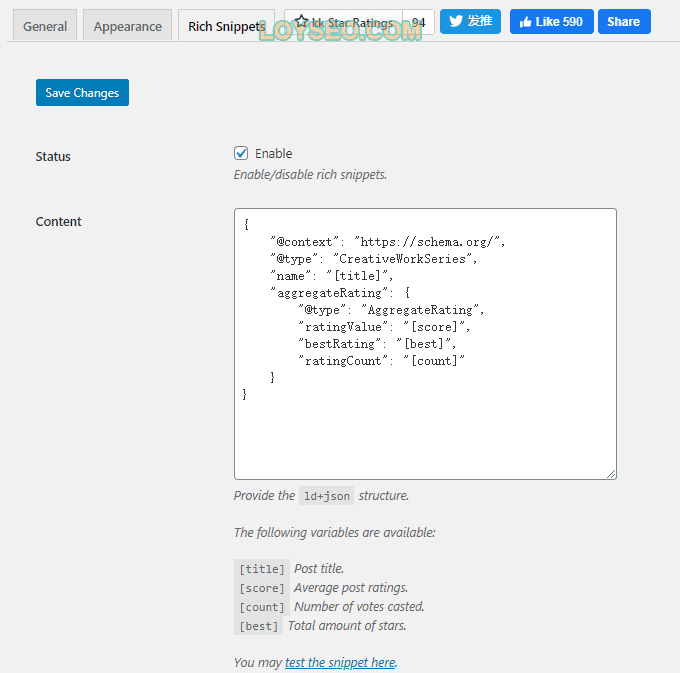 General Appearance Rich Snippets kk Star Ratings 94 发推 Like 590 Share
LOYSEO.COM
Save Changes
Status
Enable
Enable/disable rich snippets.
Content
{
"@context": "https://schema.org/",
"@type": "CreativeWorkSeries",
"name": "[title]",
"aggregateRating": {
"@type": "AggregateRating",
"ratingValue": "[score]",
"bestRating": "[best]",
"ratingCount": "[count]"
}
}
Provide the ld+json structure.
The following variables are available:
[title] Post title.
[score] Average post ratings.
[count] Number of votes casted.
[best] Total amount of stars.
You may test the snippet here.